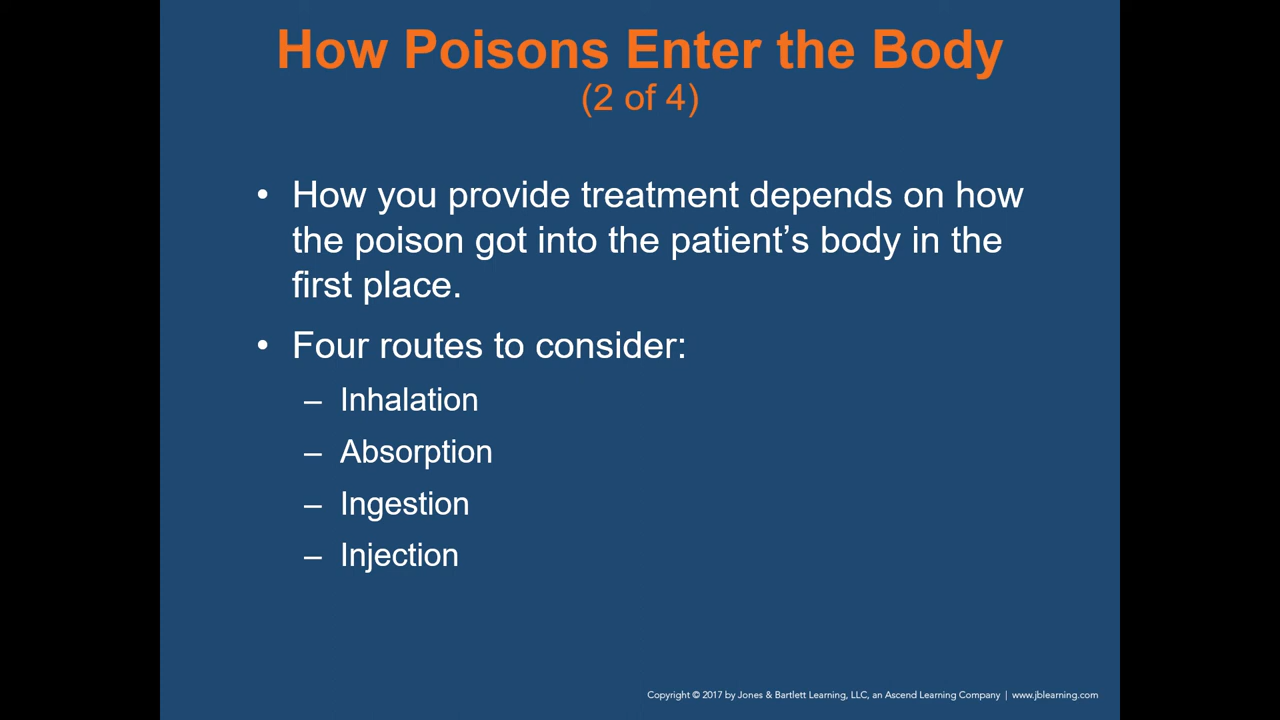 How Poisons Enter the Body
(2 of 4)
• How you provide treatment depends on how
the poison got into the patient’s body in the
first place.
• Four routes to consider:
– Inhalation
– Absorption
– Ingestion
– Injection
Copyright © 2017 by Jones & Bartlett Learning, LLC, an Ascend Learning Company | www.jblearning.com